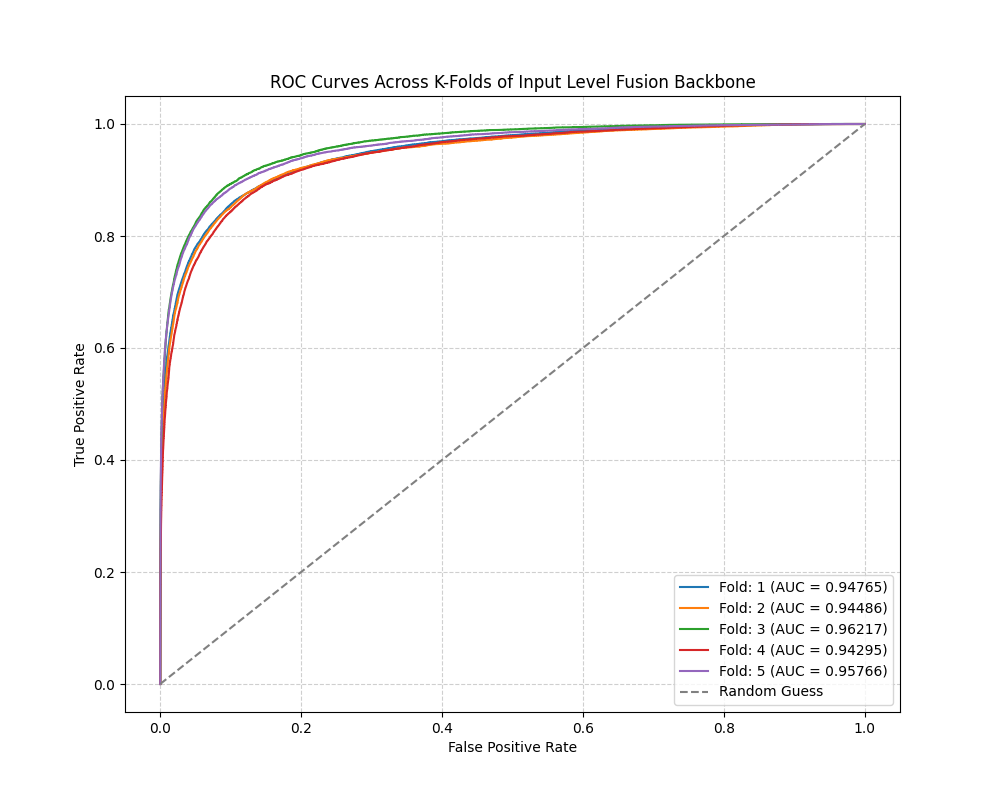 ROC Curves Across K-Folds of Input Level Fusion Backbone
True Positive Rate
1.0
0.8
0.6
0.4
0.2
0.0
Fold: 1 (AUC = 0.94765)
Fold: 2 (AUC = 0.94486)
Fold: 3 (AUC = 0.96217)
Fold: 4 (AUC = 0.94295)
Fold: 5 (AUC = 0.95766)
Random Guess
0.0 0.2 0.4 0.6 0.8 1.0
False Positive Rate